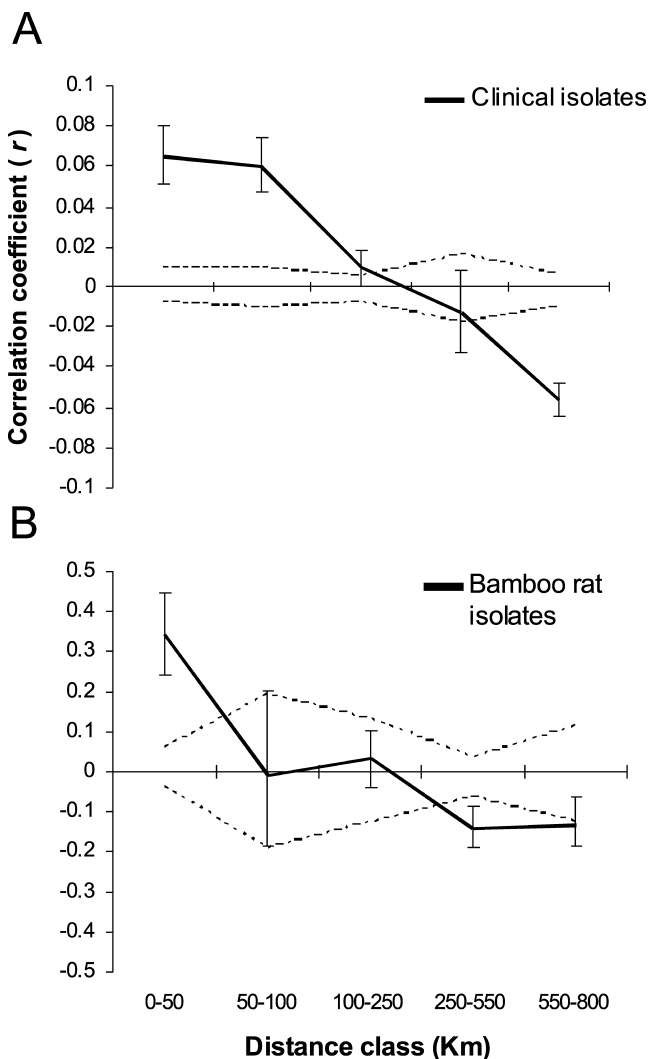 A
Correlation coefficient ( r )
0.1
0.08
0.06
0.04
0.02
0
-0.02
-0.04
-0.06
-0.08
-0.1
Clinical isolates
B
0.5
0.4
0.3
0.2
0.1
0
-0.1
-0.2
-0.3
-0.4
-0.5
Bamboo rat
isolates
0-50 50-100 100-250 250-550 550-800
Distance class (Km)